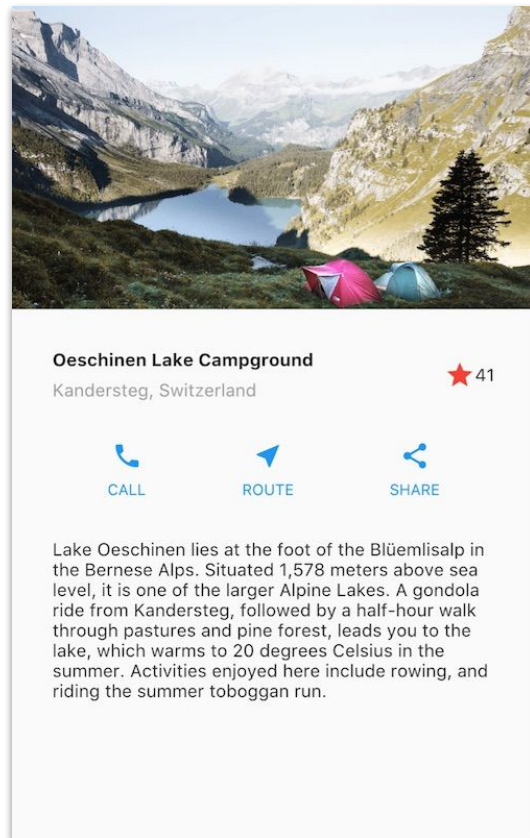 Oeschinen Lake Campground
Kandersteg, Switzerland
41
CALL
ROUTE
SHARE
Lake Oeschinen lies at the foot of the Blüemlisalp in
the Bernese Alps. Situated 1,578 meters above sea
level, it is one of the larger Alpine Lakes. A gondola
ride from Kandersteg, followed by a half-hour walk
through pastures and pine forest, leads you to the
lake, which warms to 20 degrees Celsius in the
summer. Activities enjoyed here include rowing, and
riding the summer toboggan run.